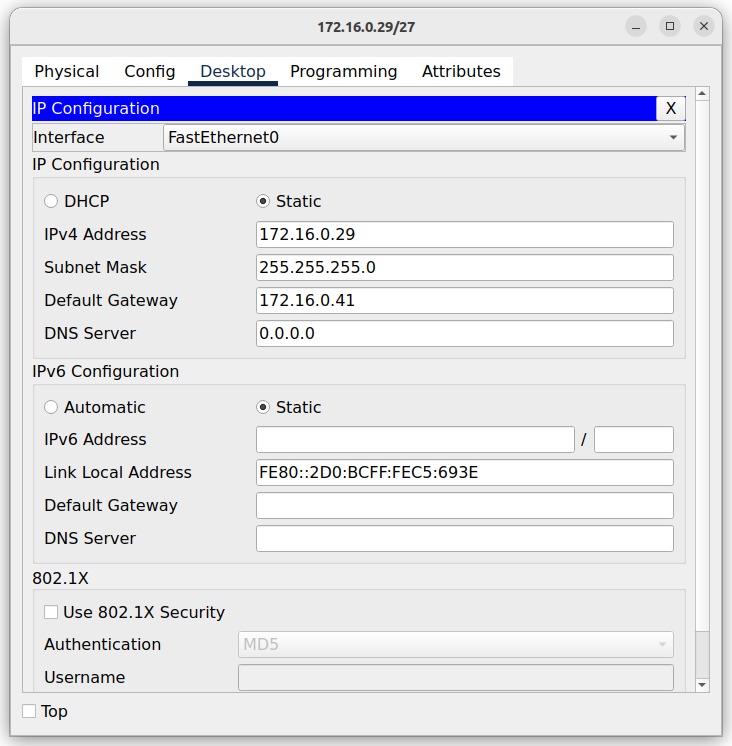 172.16.0.29/27
Physical Config Desktop Programming Attributes
IP Configuration X
Interface FastEthernet0
IP Configuration
DHCP Static
IPv4 Address 172.16.0.29
Subnet Mask 255.255.255.0
Default Gateway 172.16.0.41
DNS Server 0.0.0.0
IPv6 Configuration
Automatic Static
IPv6 Address /
Link Local Address FE80::2D0:BCFF:FEC5:693E
Default Gateway
DNS Server
802.1X
Use 802.1X Security
Authentication MD5
Username
Top